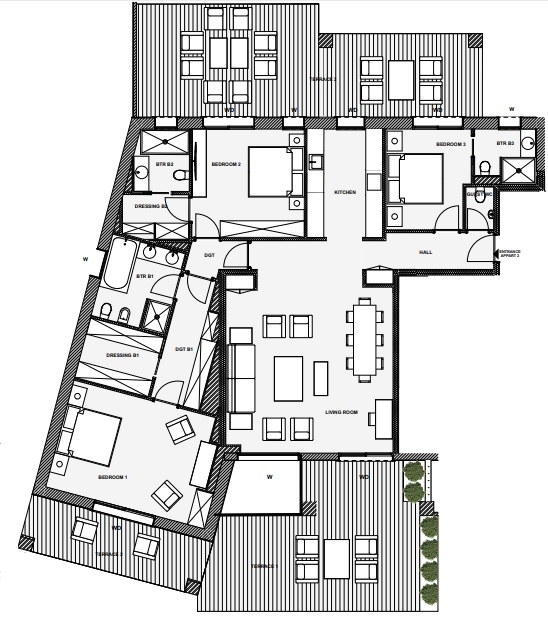 TERRACE 3
WD
W
WD
WD
W
BTR B2
BEDROOM 2
BEDROOM 3
BTR B3
KITCHEN
GUEST WC
DRESSING B2
DGT
HALL
ENTRANCE
APPART 2
W
BTR B1
DRESSING B1
DGT B1
LIVING ROOM
BEDROOM 1
W
WD
WD
TERRACE 2
TERRACE 1